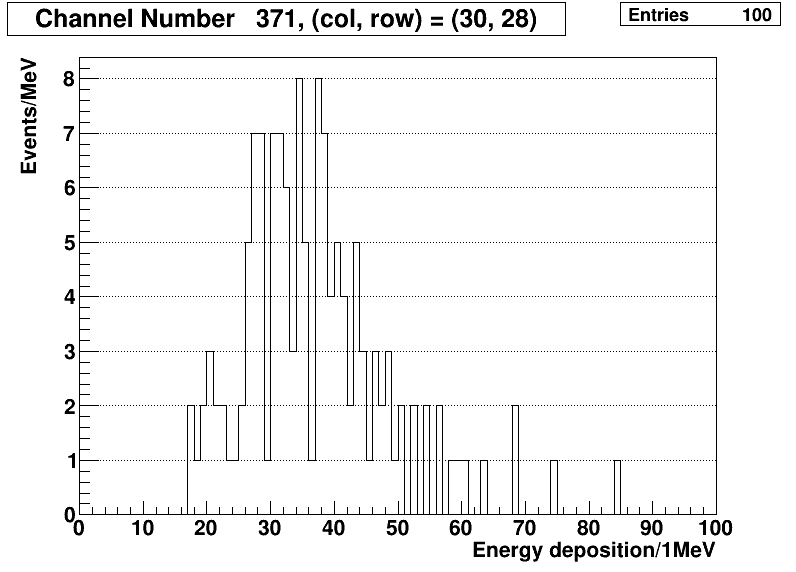 Channel Number 371, (col, row) = (30, 28)
Entries 100
Events/MeV
8
7
6
5
4
3
2
1
0
0 10 20 30 40 50 60 70 80 90 100
Energy deposition/1MeV